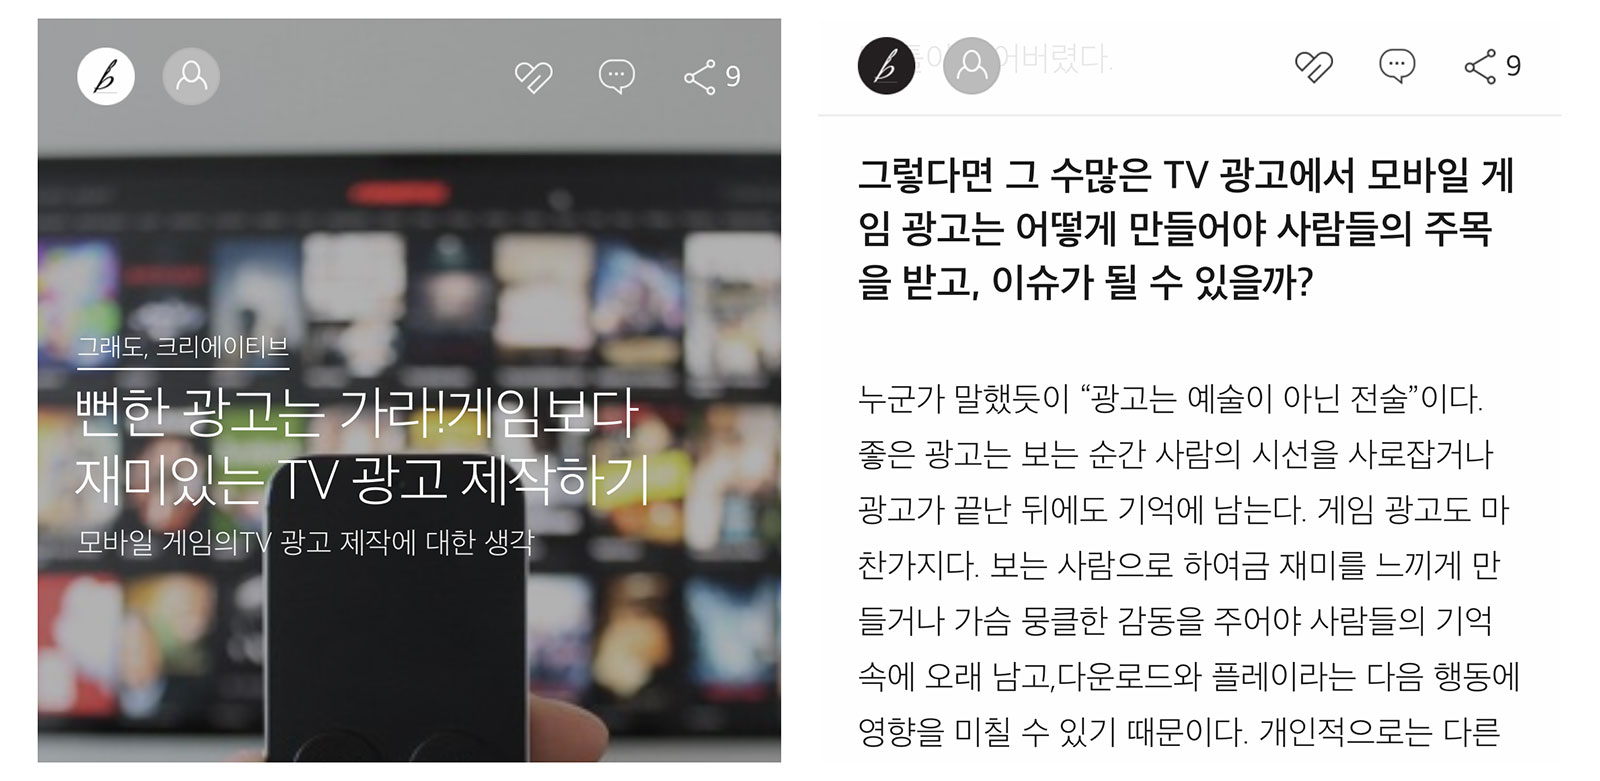 9
그래도, 크리에이티브
뻔한 광고는 가라!게임보다
재미있는 TV 광고 제작하기
모바일 게임의TV 광고 제작에 대한 생각
어버렸다.
9
그렇다면 그 수많은 TV 광고에서 모바일 게
임 광고는 어떻게 만들어야 사람들의 주목
을 받고, 이슈가 될 수 있을까?
누군가 말했듯이 “광고는 예술이 아닌 전술”이다.
좋은 광고는 보는 순간 사람의 시선을 사로잡거나
광고가 끝난 뒤에도 기억에 남는다. 게임 광고도 마
찬가지다. 보는 사람으로 하여금 재미를 느끼게 만
들거나 가슴 뭉클한 감동을 주어야 사람들의 기억
속에 오래 남고,다운로드와 플레이라는 다음 행동에
영향을 미칠 수 있기 때문이다. 개인적으로는 다른